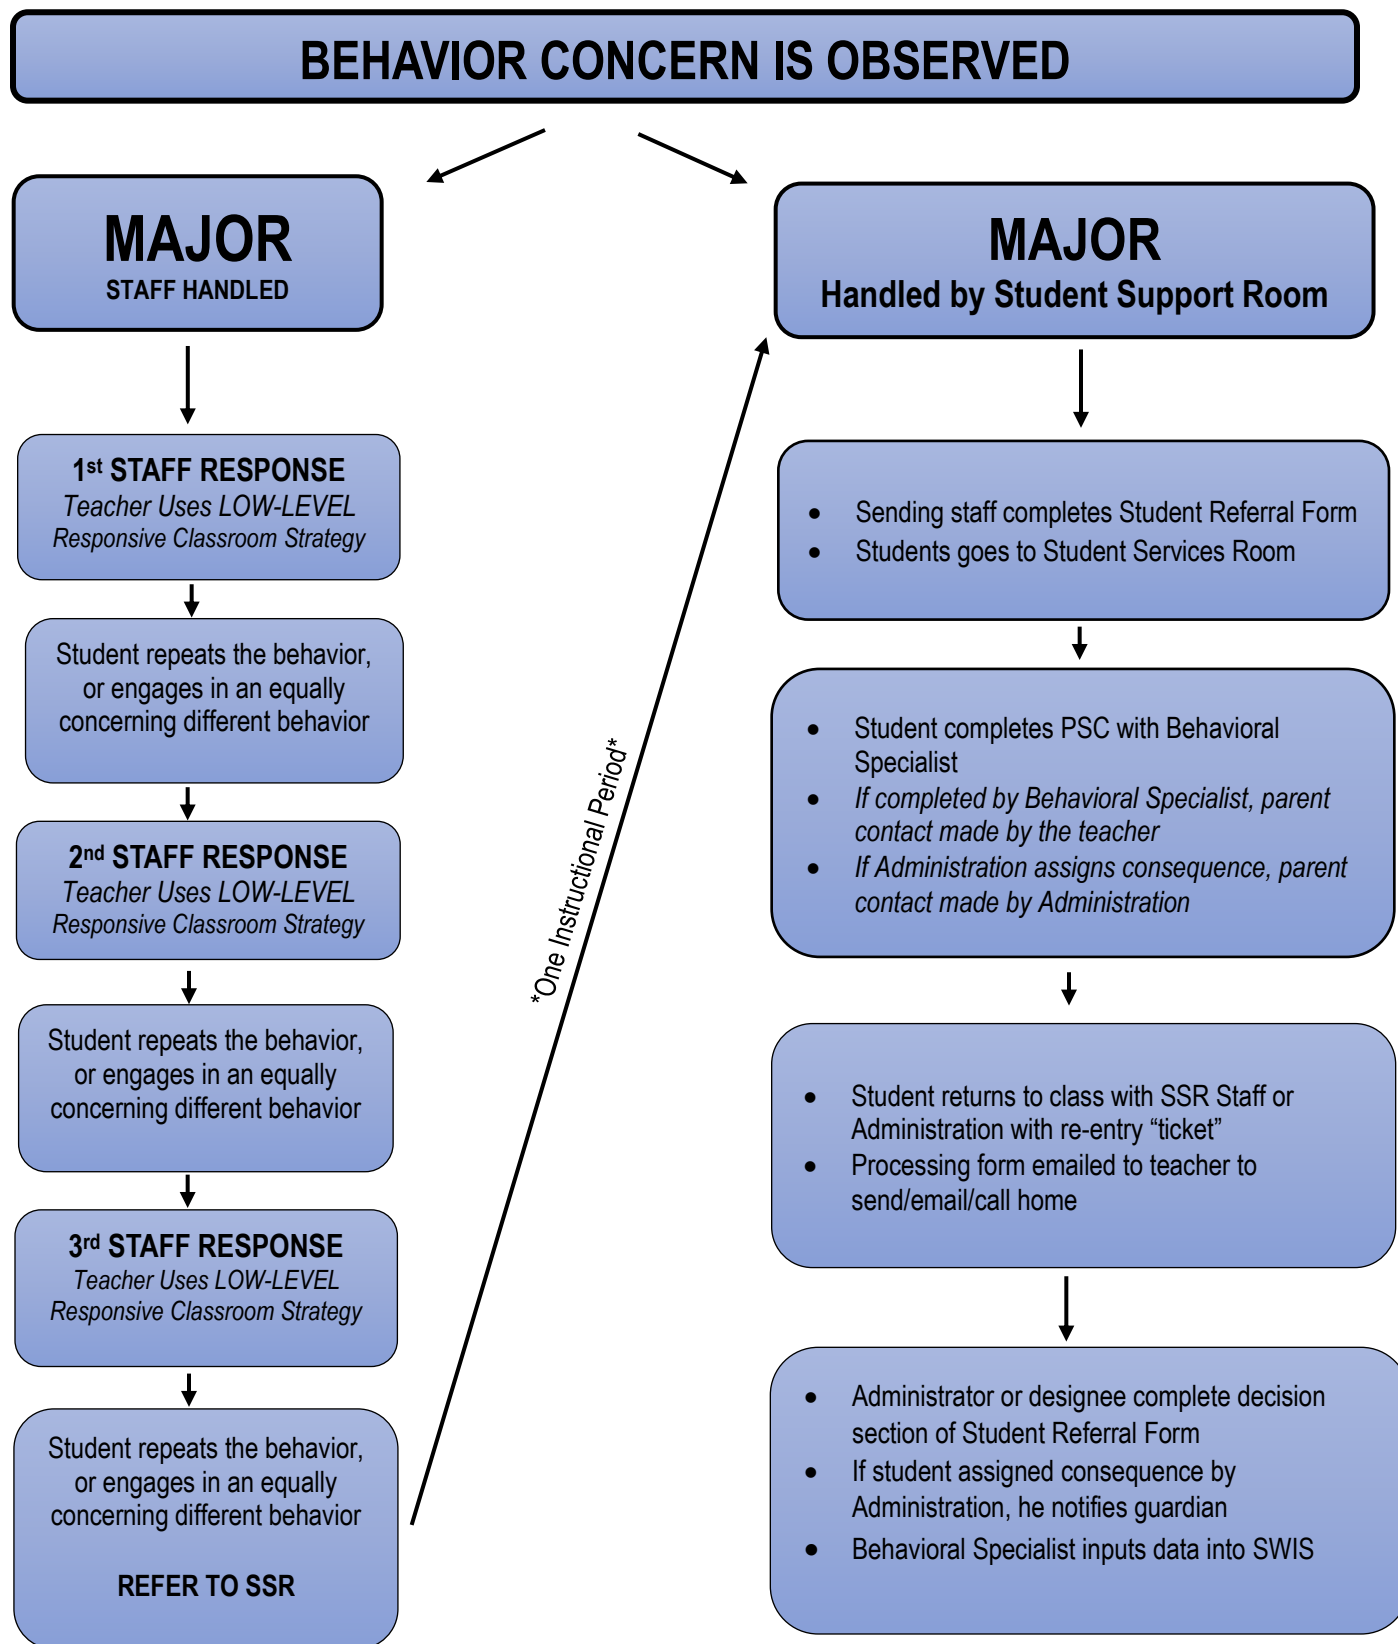 BEHAVIOR CONCERN IS OBSERVED
MAJOR
STAFF HANDLED
1st STAFF RESPONSE
Teacher Uses LOW-LEVEL
Responsive Classroom Strategy
Student repeats the behavior,
or engages in an equally
concerning different behavior
2nd STAFF RESPONSE
Teacher Uses LOW-LEVEL
Responsive Classroom Strategy
Student repeats the behavior,
or engages in an equally
concerning different behavior
3rd STAFF RESPONSE
Teacher Uses LOW-LEVEL
Responsive Classroom Strategy
Student repeats the behavior,
or engages in an equally
concerning different behavior
REFER TO SSR
*One Instructional Period*
MAJOR
Handled by Student Support Room
• Sending staff completes Student Referral Form
• Students goes to Student Services Room
• Student completes PSC with Behavioral
Specialist
• If completed by Behavioral Specialist, parent
contact made by the teacher
• If Administration assigns consequence, parent
contact made by Administration
• Student returns to class with SSR Staff or
Administration with re-entry “ticket”
• Processing form emailed to teacher to
send/email/call home
• Administrator or designee complete decision
section of Student Referral Form
• If student assigned consequence by
Administration, he notifies guardian
• Behavioral Specialist inputs data into SWIS